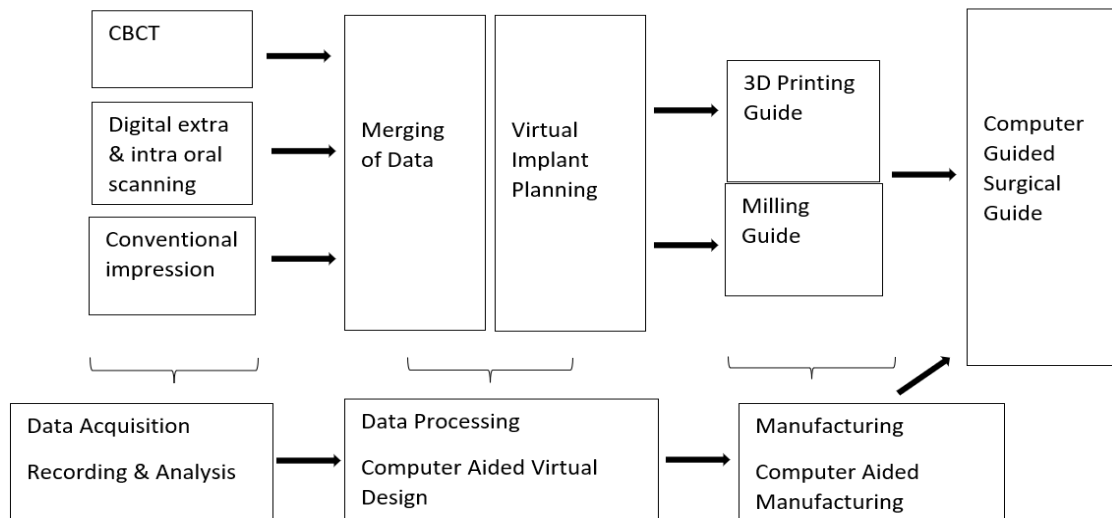 CBCT
Digital extra
& intra oral
scanning
Conventional
impression
Merging
of Data
Virtual
Implant
Planning
3D Printing
Guide
Milling
Guide
Computer
Guided
Surgical
Guide
Data Acquisition
Recording & Analysis
Data Processing
Computer Aided Virtual
Design
Manufacturing
Computer Aided
Manufacturing